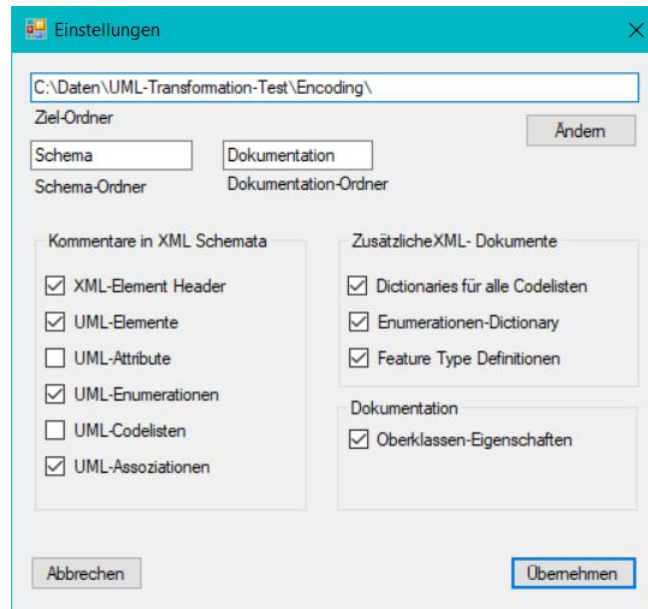 Einstellungen
C:\Daten\UML-Transformation-Test\Encoding\
Ziel-Ordner
Ändern
Schema
Dokumentation
Schema-Ordner
Dokumentation-Ordner
Kommentare in XML Schemata
XML-Element Header
UML-Elemente
UML-Attribute
UML-Enumerationen
UML-Codelisten
UML-Assoziationen
ZusätzlicheXML- Dokumente
Dictionaries für alle Codelisten
Enumerationen-Dictionary
Feature Type Definitionen
Dokumentation
Oberklassen-Eigenschaften
Abbrechen
Übernehmen